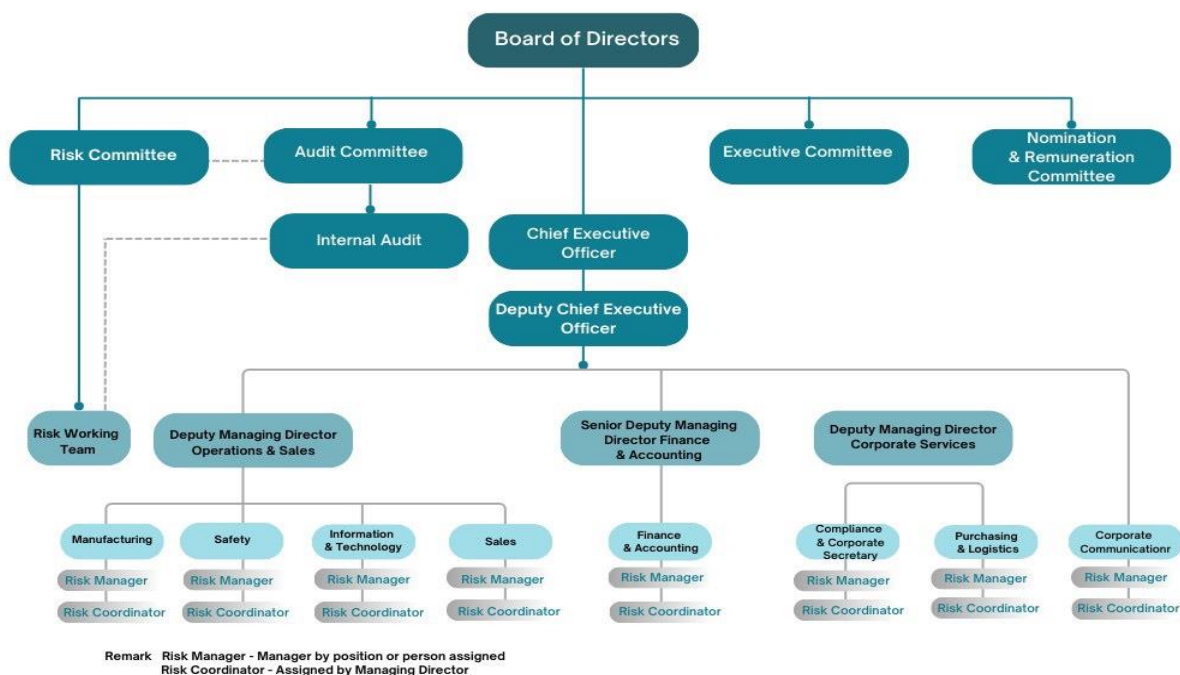 Board of Directors
Risk Committee
Audit Committee
Executive Committee
Nomination
& Remuneration
Committee
Internal Audit
Chief Executive
Officer
Deputy Chief Executive
Officer
Risk Working
Team
Deputy Managing Director
Operations & Sales
Senior Deputy Managing
Director Finance
& Accounting
Deputy Managing Director
Corporate Services
Manufacturing
Safety
Information
& Technology
Sales
Finance
& Accounting
Compliance
& Corporate
Secretary
Purchasing
& Logistics
Corporate
Communicationr
Risk Manager
Risk Manager
Risk Manager
Risk Manager
Risk Manager
Risk Manager
Risk Manager
Risk Manager
Risk Coordinator
Risk Coordinator
Risk Coordinator
Risk Coordinator
Risk Coordinator
Risk Coordinator
Risk Coordinator
Risk Coordinator
Remark Risk Manager - Manager by position or person assigned
Risk Coordinator - Assigned by Managing Director